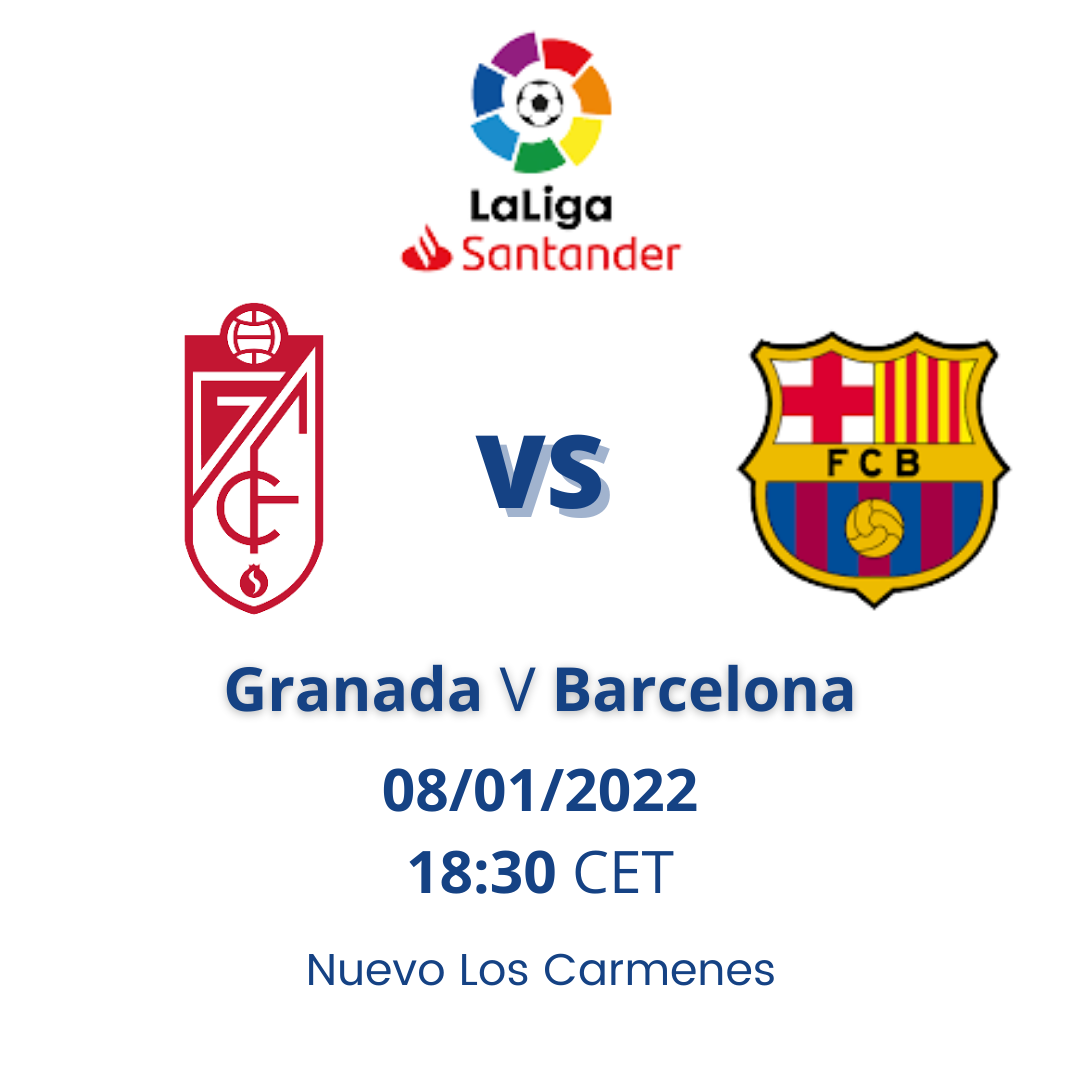 LaLiga
Santander
FCB
VS
Granada V Barcelona
08/01/2022
18:30 CET
Nuevo Los Carmenes